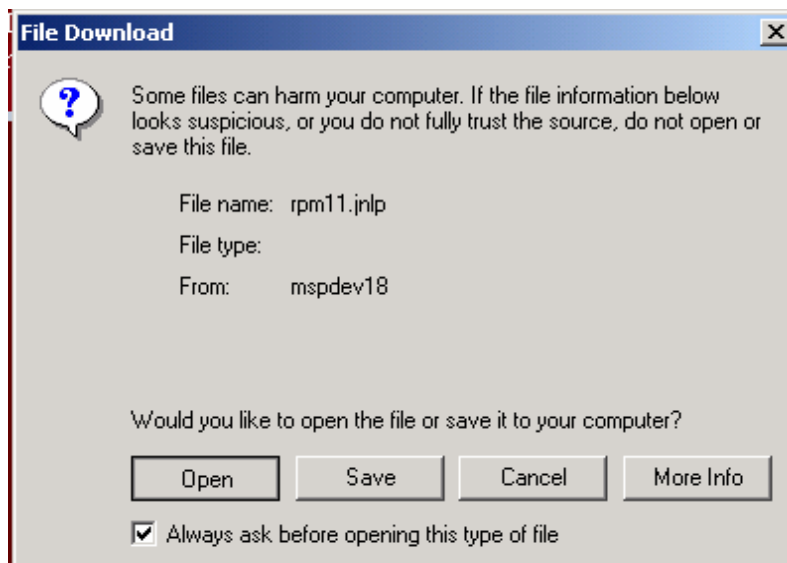 File Download
Some files can harm your computer. If the file information below
looks suspicious, or you do not fully trust the source, do not open or
save this file.
File name: rpm11.jnlp
File type:
From: mspdev18
Would you like to open the file or save it to your computer?
Open Save Cancel More Info
Always ask before opening this type of file